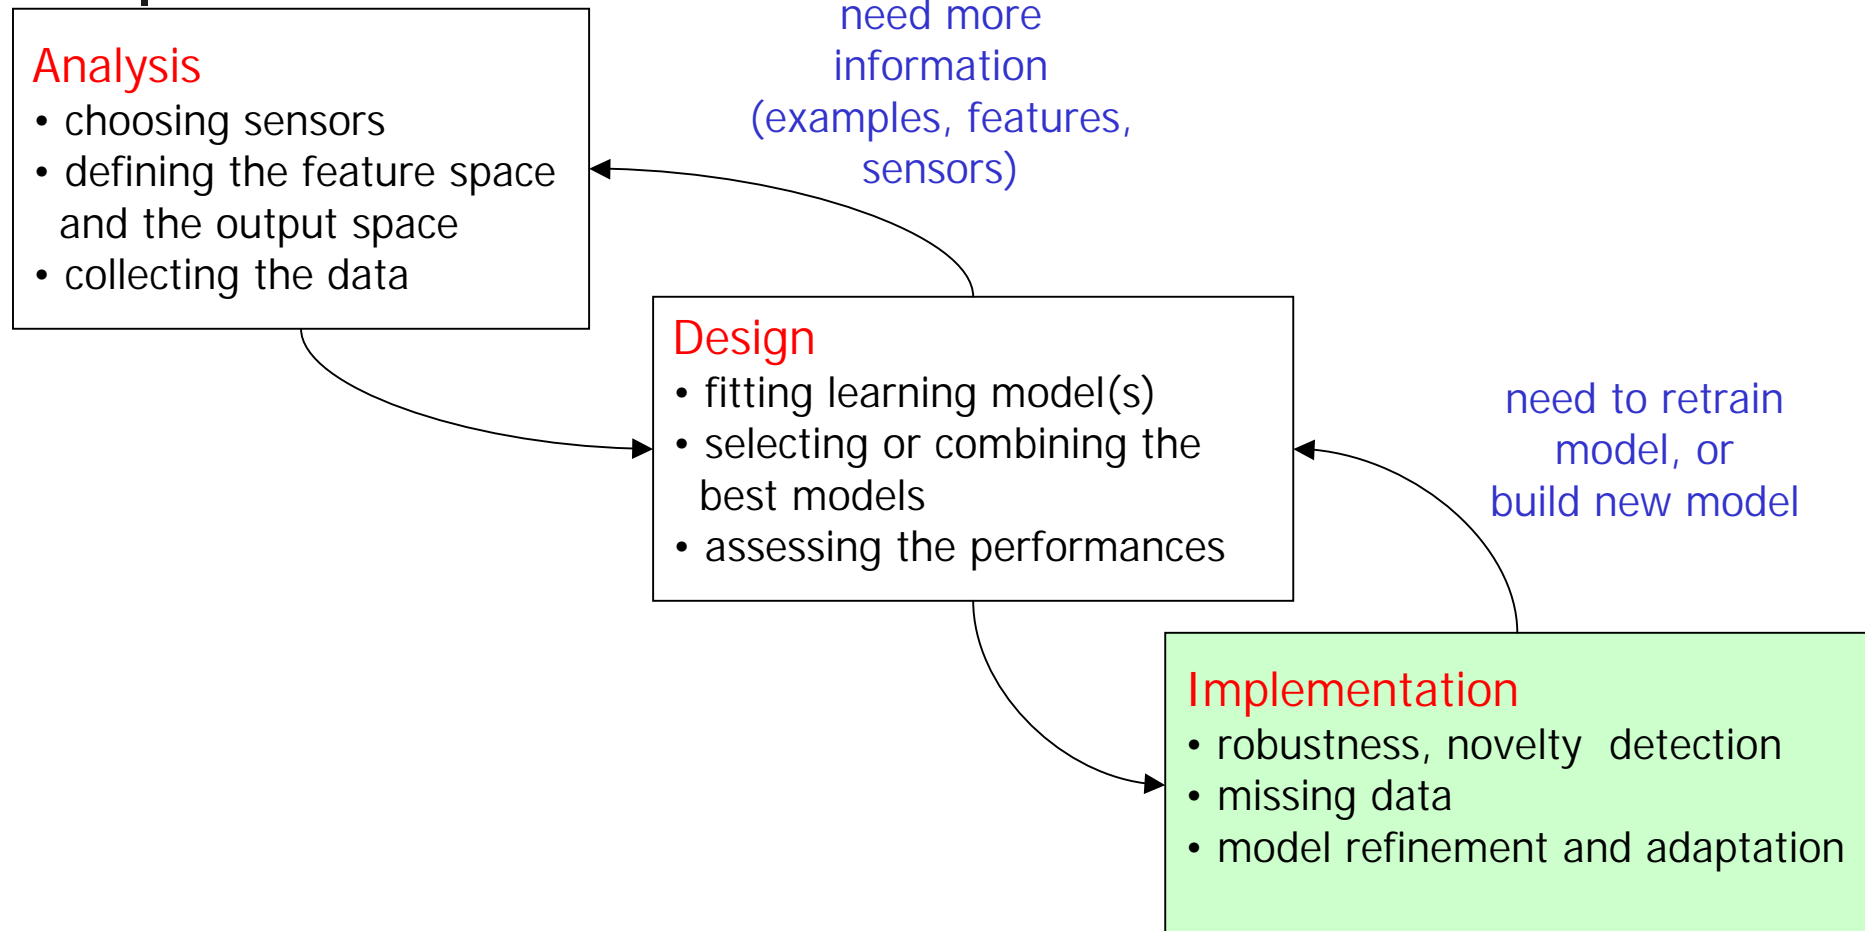 Analysis
• choosing sensors
• defining the feature space
and the output space
• collecting the data
need more
information
(examples, features,
sensors)
Design
• fitting learning model(s)
• selecting or combining the
best models
• assessing the performances
need to retrain
model, or
build new model
Implementation
• robustness, novelty detection
• missing data
• model refinement and adaptation